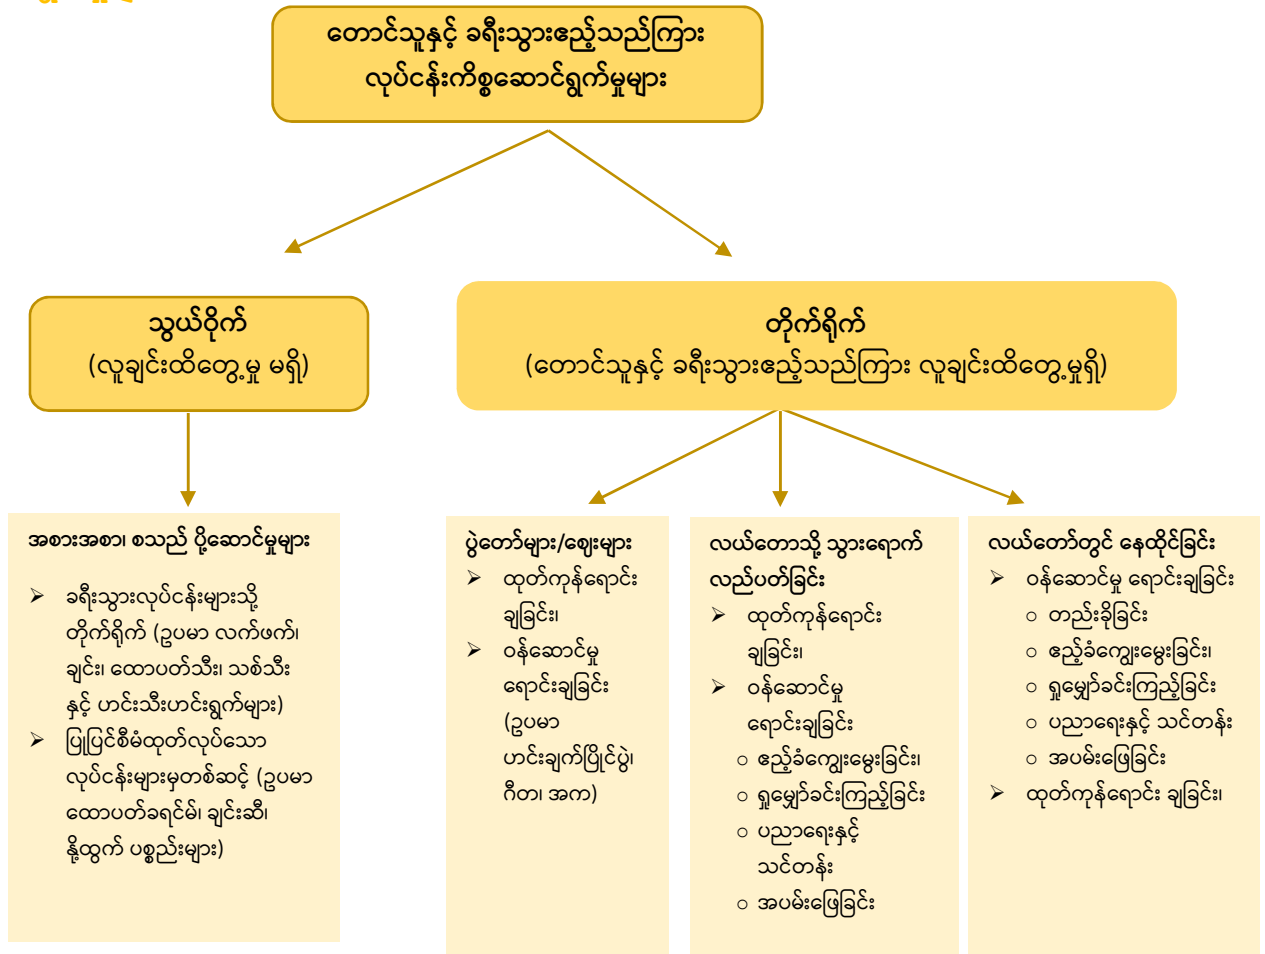 တောင်သူနှင့် ခရီးသွားဧည့်သည်ကြား
လုပ်ငန်းကိစ္စဆောင်ရွက်မှုများ
သွယ်ဝိုက်
(လူချင်းထိတွေ့မှု မရှိ)
တိုက်ရိုက်
(တောင်သူနှင့် ခရီးသွားဧည့်သည်ကြား လူချင်းထိတွေ့မှုရှိ)
အစားအစာ၊ စသည် ပို့ဆောင်မှုများ
➢ ခရီးသွားလုပ်ငန်းများသို့
တိုက်ရိုက် (ဥပမာ လက်ဖက်၊
ချင်း၊ ထောပတ်သီး၊ သစ်သီး
နှင့် ဟင်းသီးဟင်းရွက်များ)
➢ ပြုပြင်စီမံထုတ်လုပ်သော
လုပ်ငန်းများမှတစ်ဆင့် (ဥပမာ
ထောပတ်ခရင်မ်၊ ချင်းဆီ၊
နို့ထွက် ပစ္စည်းများ)
ပွဲတော်များ/ဈေးများ
➢ ထုတ်ကုန်ရောင်း
ချခြင်း၊
➢ ဝန်ဆောင်မှု
ရောင်းချခြင်း
(ဥပမာ
ဟင်းချက်ပြိုင်ပွဲ၊
ဂီတ၊ အက)
လယ်တောသို့ သွားရောက်
လည်ပတ်ခြင်း
➢ ထုတ်ကုန်ရောင်း
ချခြင်း၊
➢ ဝန်ဆောင်မှု
ရောင်းချခြင်း
o ဧည့်ခံကျွေးမွေးခြင်း၊
o ရှုမျှော်ခင်းကြည့်ခြင်း
o ပညာရေးနှင့်
သင်တန်း
o အပမ်းဖြေခြင်း
လယ်တော်တွင် နေထိုင်ခြင်း
➢ ဝန်ဆောင်မှု ရောင်းချခြင်း
o တည်းခိုခြင်း
o ဧည့်ခံကျွေးမွေးခြင်း၊
o ရှုမျှော်ခင်းကြည့်ခြင်း
o ပညာရေးနှင့် သင်တန်း
o အပမ်းဖြေခြင်း
➢ ထုတ်ကုန်ရောင်း ချခြင်း၊